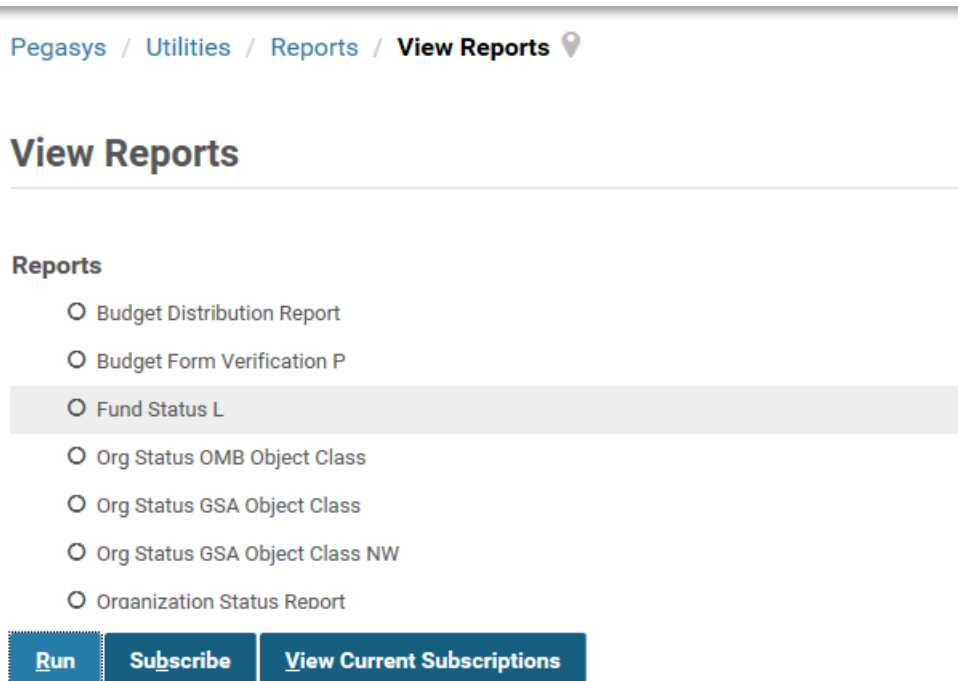 Pegasys / Utilities / Reports / View Reports
View Reports
Reports
Budget Distribution Report
Budget Form Verification P
Fund Status L
Org Status OMB Object Class
Org Status GSA Object Class
Org Status GSA Object Class NW
Organization Status Report
Run Subscribe View Current Subscriptions